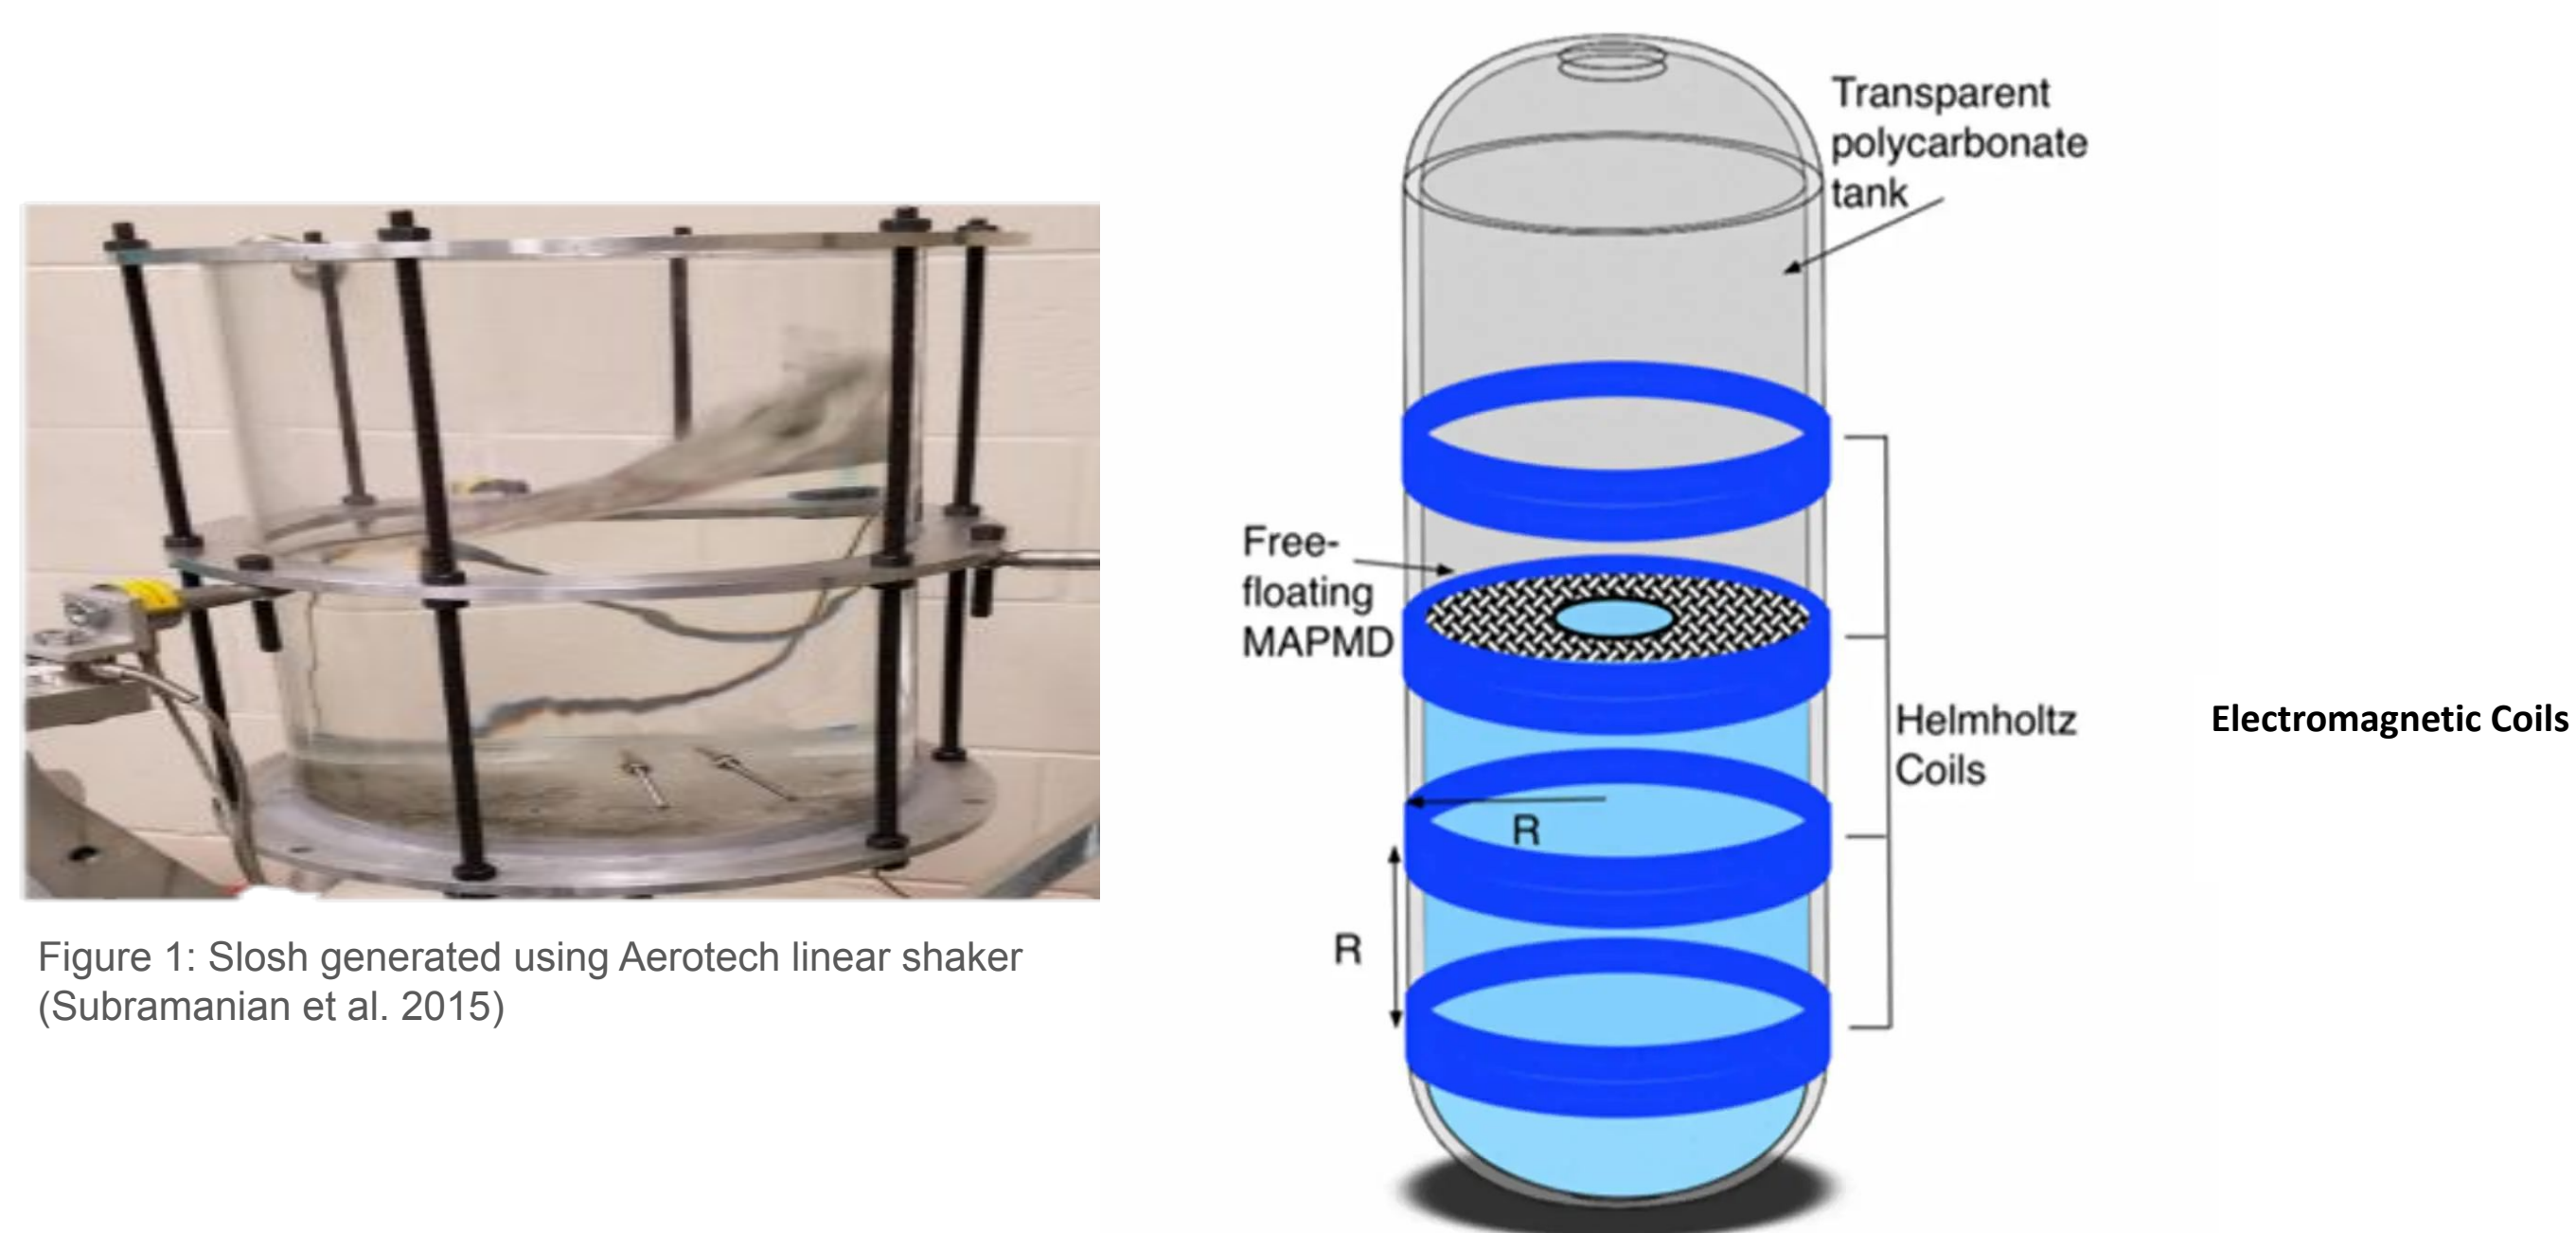 Figure 1: Slosh generated using Aerotech linear shaker
(Subramanian et al. 2015)
Transparent
polycarbonate
tank
Free-
floating
MAPMD
R
R
Helmholtz
Coils
Electromagnetic Coils